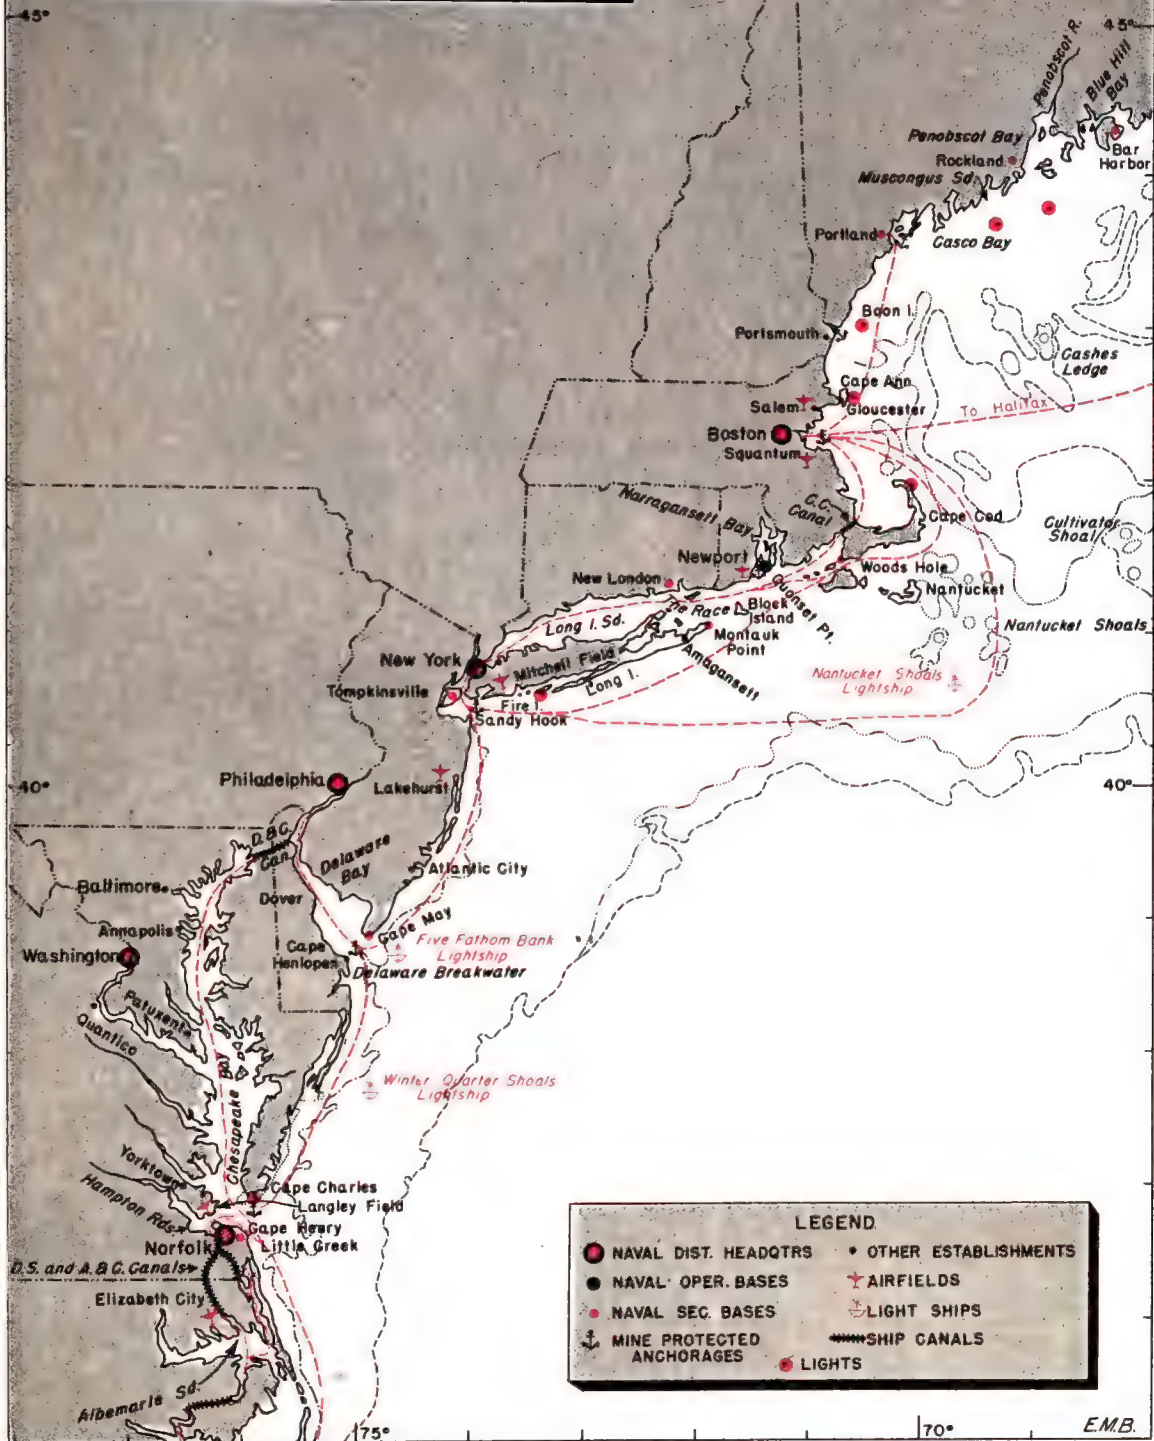 45°
45°
Penobscot R.
Blue Hill
Bay
Penobscot Bay
Rockland
Bar
Harbor
Muscongus Sd.
Portland
Casco Bay
Boon I.
Portsmouth
Cashes
Ledge
Cape Ann
Salem
Gloucester
To Halifax
Boston
Squantum
Narragansett Bay
C.C.
Canal
Cape Cod
Cultivator
Shoal
Newport
Woods Hole
New London
Quonset Pt.
Nantucket
The Race
Block
Island
Long I. Sd.
Montauk
Point
Nantucket Shoals
New York
Mitchell Field
Amagansett
Nantucket Shoals
Lightship
Tompkinsville
Long I.
Fire I.
Sandy Hook
Philadelphia
Lakehurst
40°
40°
D.&C.
Can.
Delaware
Bay
Atlantic City
Baltimore
Dover
Annapolis
Cape May
Washington
Cape
Henlopen
Five Fathom Bank
Lightship
Delaware Breakwater
Patuxent
Quantico
Chesapeake Bay
Winter Quarter Shoals
Lightship
Yorktown
Cape Charles
Hampton Rds.
Langley Field
Cape Henry
Norfolk
Little Creek
D.S. and A.&C. Canals
Elizabeth City
Albemarle Sd.
LEGEND
NAVAL DIST. HEADQTRS
OTHER ESTABLISHMENTS
NAVAL OPER. BASES
AIRFIELDS
NAVAL SEC. BASES
LIGHT SHIPS
MINE PROTECTED
ANCHORAGES
SHIP CANALS
LIGHTS
75°
70°
E.M.B.